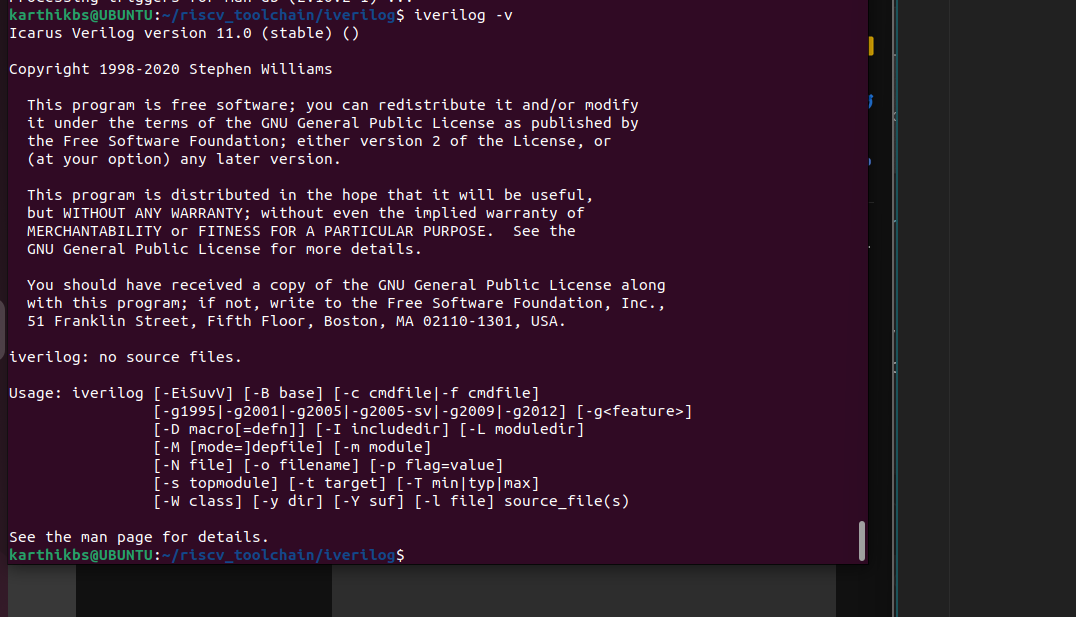 Processing triggers for man-db (2.10.2-1) ...
karthikbs@UBUNTU:~/riscv_toolchain/iverilog$ iverilog -v
Icarus Verilog version 11.0 (stable) ()
Copyright 1998-2020 Stephen Williams
This program is free software; you can redistribute it and/or modify
it under the terms of the GNU General Public License as published by
the Free Software Foundation; either version 2 of the License, or
(at your option) any later version.
This program is distributed in the hope that it will be useful,
but WITHOUT ANY WARRANTY; without even the implied warranty of
MERCHANTABILITY or FITNESS FOR A PARTICULAR PURPOSE.  See the
GNU General Public License for more details.
You should have received a copy of the GNU General Public License along
with this program; if not, write to the Free Software Foundation, Inc.,
51 Franklin Street, Fifth Floor, Boston, MA 02110-1301, USA.
iverilog: no source files.
Usage: iverilog [-EiSuvV] [-B base] [-c cmdfile|-f cmdfile]
[-g1995|-g2001|-g2005|-g2005-sv|-g2009|-g2012] [-g<feature>]
[-D macro[=defn]] [-I includedir] [-L moduledir]
[-M [mode=]depfile] [-m module]
[-N file] [-o filename] [-p flag=value]
[-s topmodule] [-t target] [-T min|typ|max]
[-W class] [-y dir] [-Y suf] [-l file] source_file(s)
See the man page for details.
karthikbs@UBUNTU:~/riscv_toolchain/iverilog$